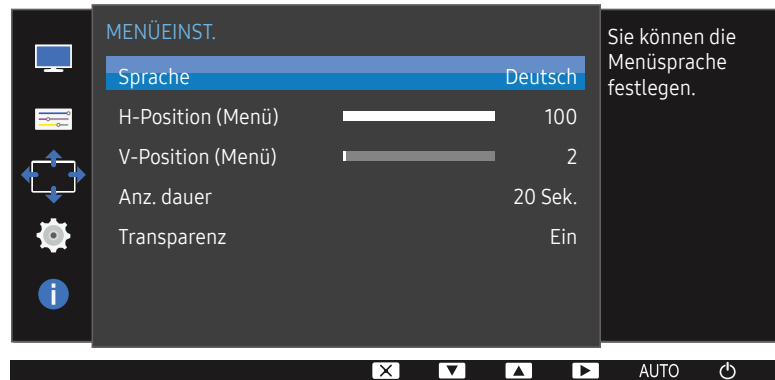 MENÜEINST.
Sprache Deutsch
H-Position (Menü) 100
V-Position (Menü) 2
Anz. dauer 20 Sek.
Transparenz Ein
Sie können die
Menüsprache
festlegen.
AUTO